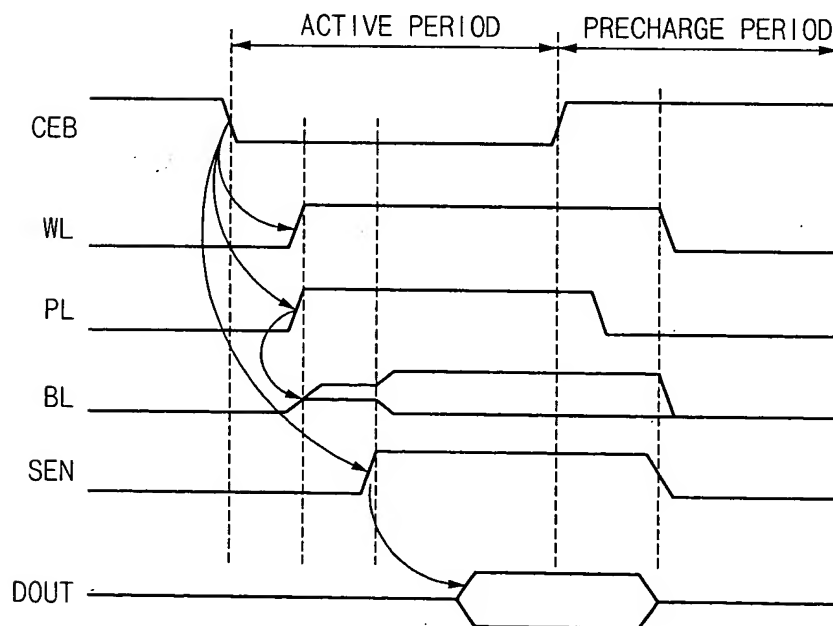 ACTIVE PERIOD
PRECHARGE PERIOD
CEB
WL
PL
BL
SEN
DOUT